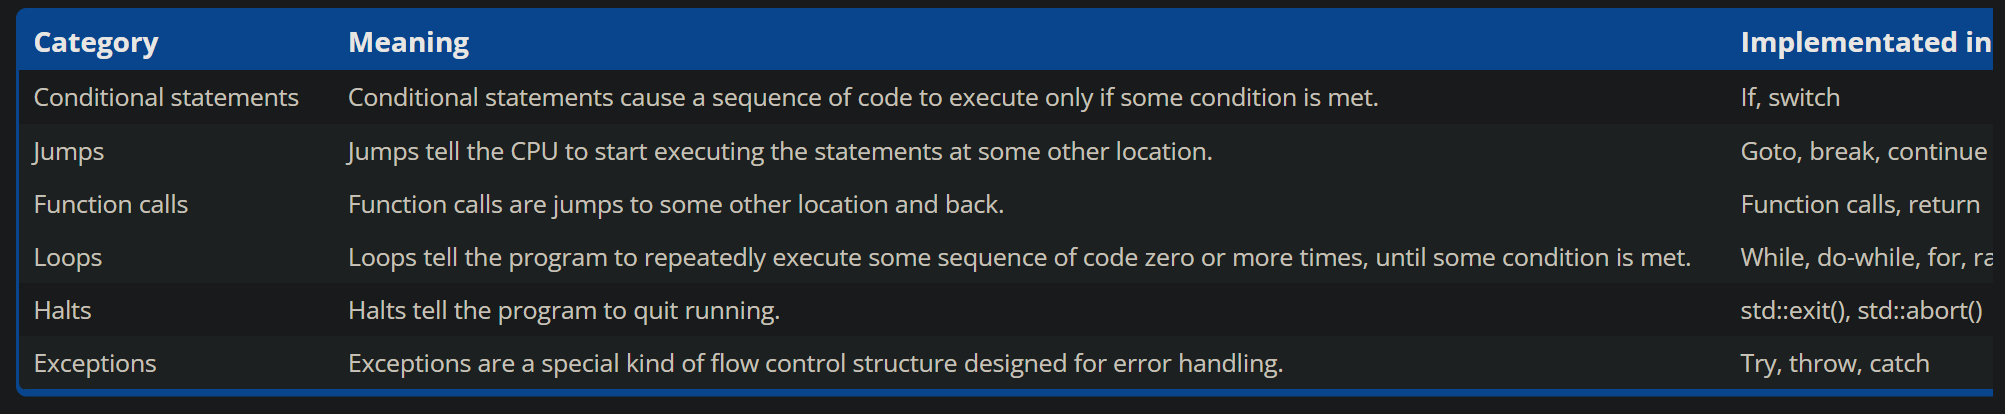 Category Meaning Implementated in
Conditional statements Conditional statements cause a sequence of code to execute only if some condition is met. If, switch
Jumps Jumps tell the CPU to start executing the statements at some other location. Goto, break, continue
Function calls Function calls are jumps to some other location and back. Function calls, return
Loops Loops tell the program to repeatedly execute some sequence of code zero or more times, until some condition is met. While, do-while, for,
Halts Halts tell the program to quit running. std::exit(), std::abort()
Exceptions Exceptions are a special kind of flow control structure designed for error handling. Try, throw, catch